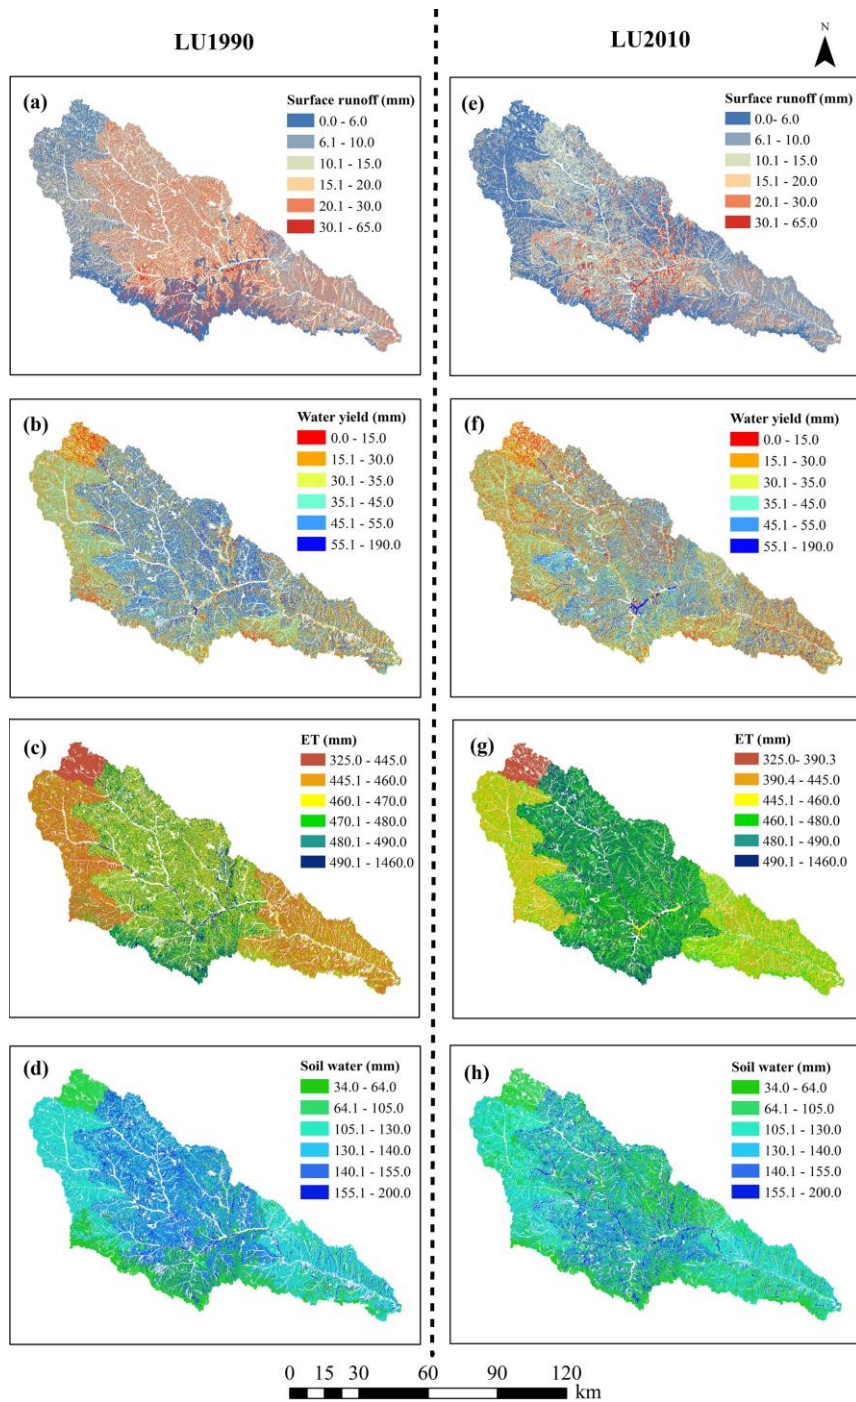 LU1990
LU2010
N
(a)
Surface runoff (mm)
0.0 - 6.0
6.1 - 10.0
10.1 - 15.0
15.1 - 20.0
20.1 - 30.0
30.1 - 65.0
(e)
Surface runoff (mm)
0.0- 6.0
6.1 - 10.0
10.1 - 15.0
15.1 - 20.0
20.1 - 30.0
30.1 - 65.0
(b)
Water yield (mm)
0.0 - 15.0
15.1 - 30.0
30.1 - 35.0
35.1 - 45.0
45.1 - 55.0
55.1 - 190.0
(f)
Water yield (mm)
0.0 - 15.0
15.1 - 30.0
30.1 - 35.0
35.1 - 45.0
45.1 - 55.0
55.1 - 190.0
(c)
ET (mm)
325.0 - 445.0
445.1 - 460.0
460.1 - 470.0
470.1 - 480.0
480.1 - 490.0
490.1 - 1460.0
(g)
ET (mm)
325.0- 390.3
390.4 - 445.0
445.1 - 460.0
460.1 - 480.0
480.1 - 490.0
490.1 - 1460.0
(d)
Soil water (mm)
34.0 - 64.0
64.1 - 105.0
105.1 - 130.0
130.1 - 140.0
140.1 - 155.0
155.1 - 200.0
(h)
Soil water (mm)
34.0 - 64.0
64.1 - 105.0
105.1 - 130.0
130.1 - 140.0
140.1 - 155.0
155.1 - 200.0
0 15 30 60 90 120
km